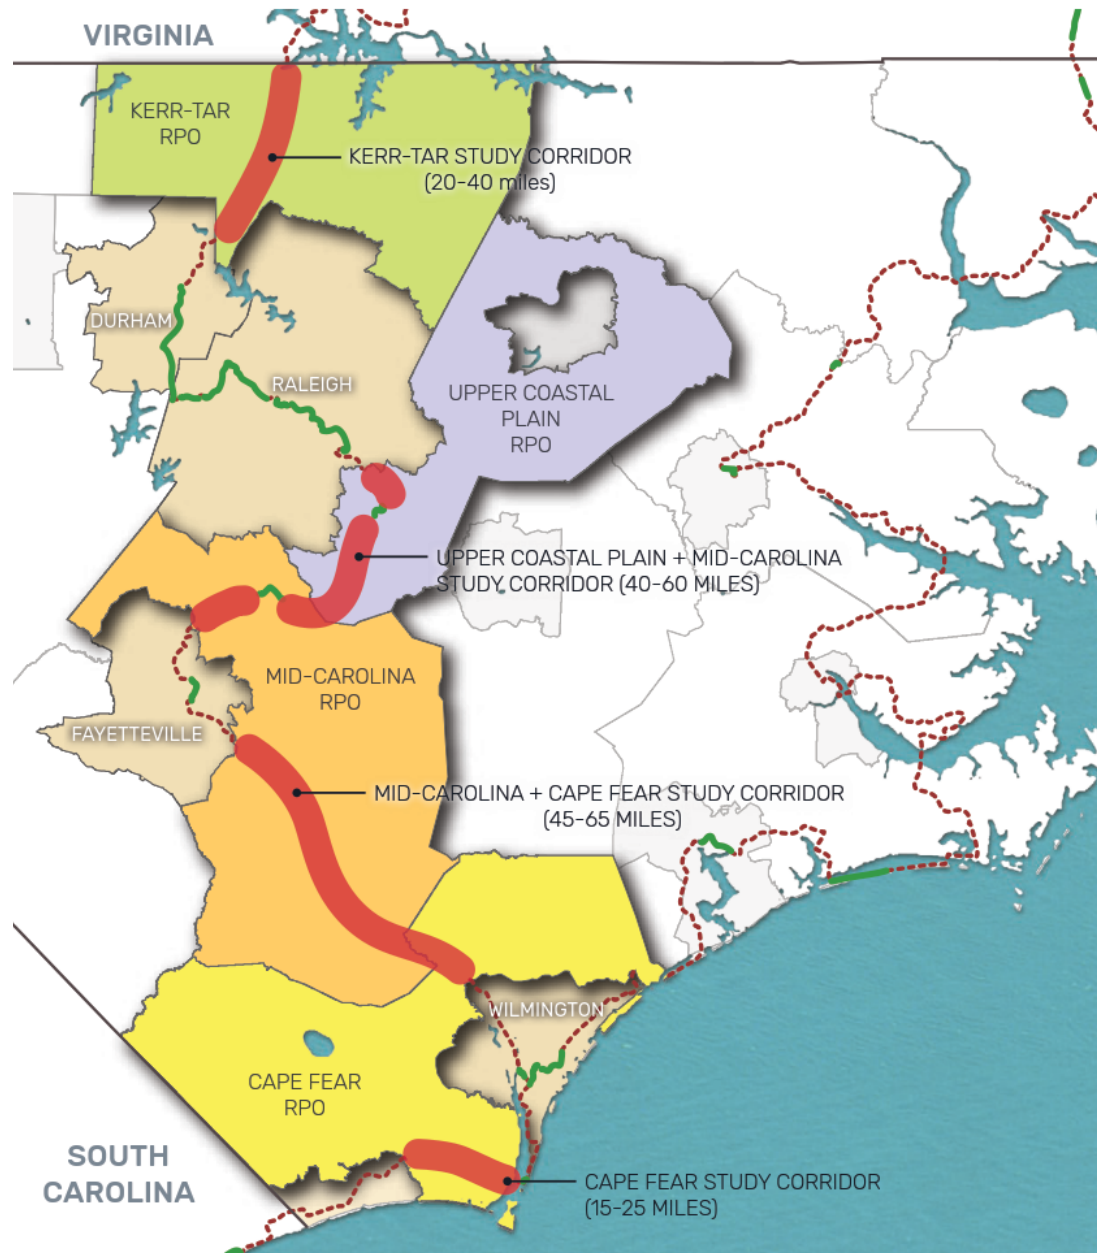 VIRGINIA
KERR-TAR
RPO
KERR-TAR STUDY CORRIDOR
(20-40 miles)
DURHAM
RALEIGH
UPPER COASTAL
PLAIN
RPO
UPPER COASTAL PLAIN + MID-CAROLINA
STUDY CORRIDOR (40-60 MILES)
MID-CAROLINA
RPO
FAYETTEVILLE
MID-CAROLINA + CAPE FEAR STUDY CORRIDOR
(45-65 MILES)
WILMINGTON
CAPE FEAR
RPO
SOUTH
CAROLINA
CAPE FEAR STUDY CORRIDOR
(15-25 MILES)